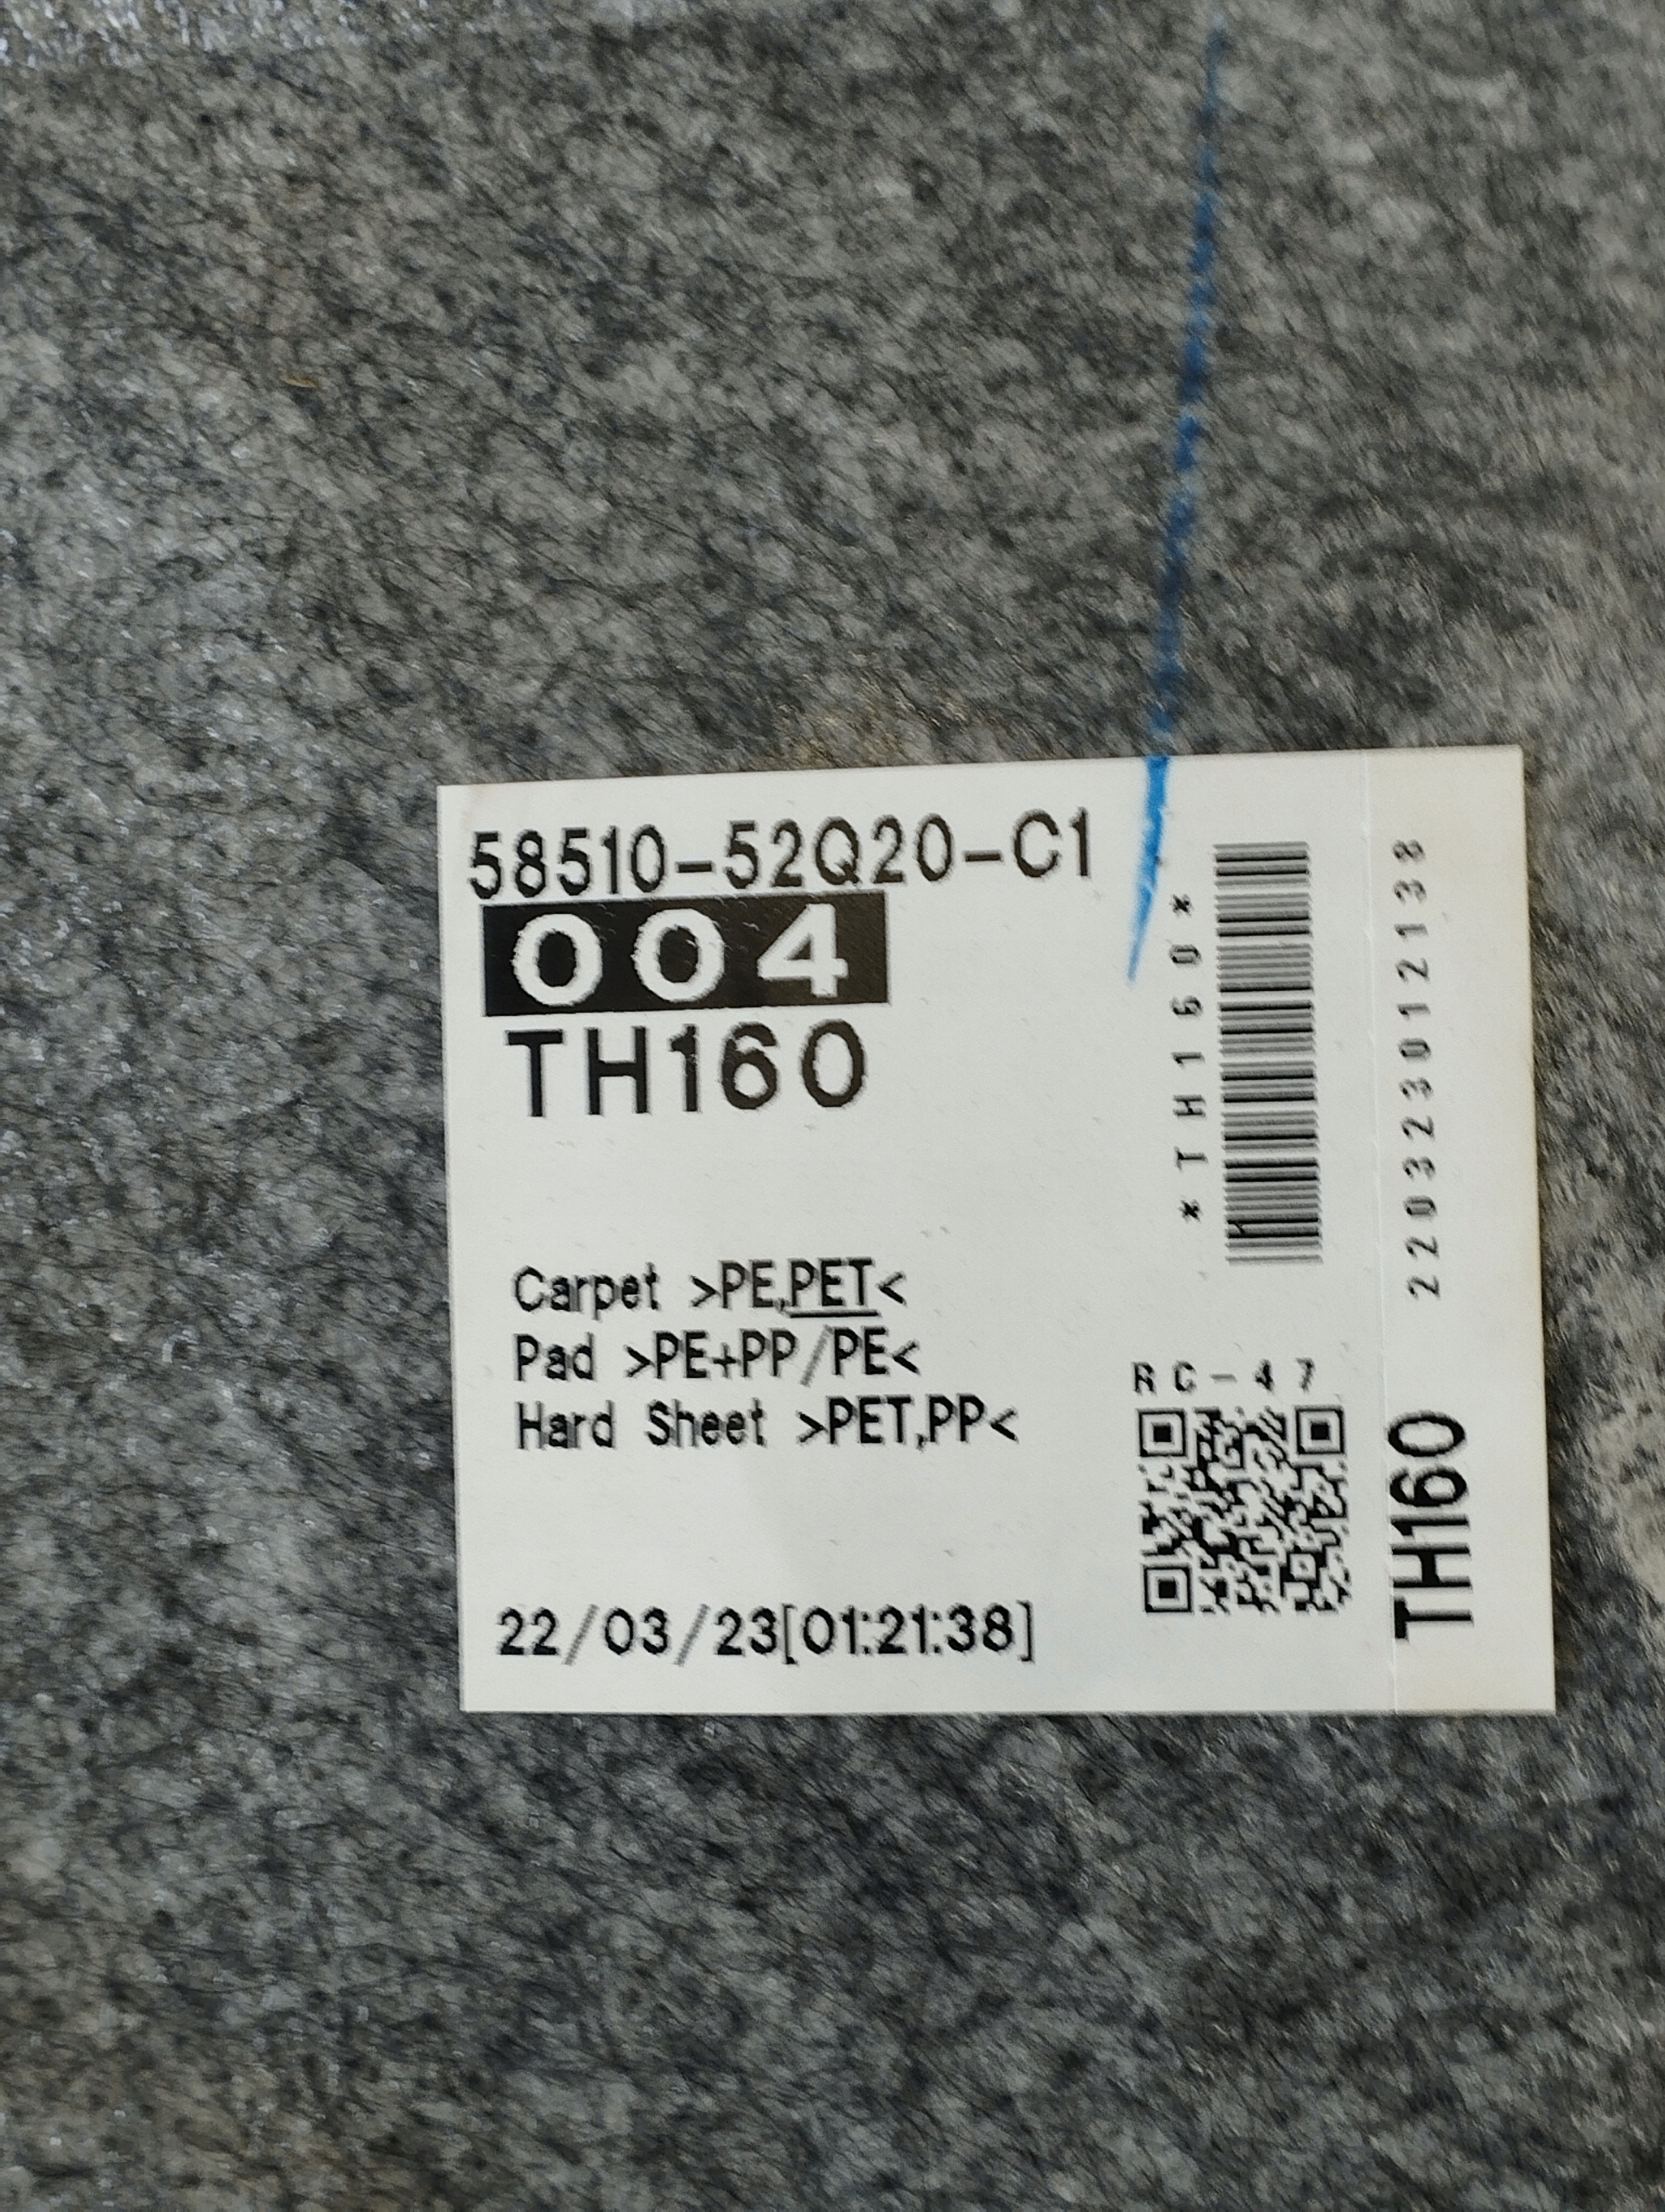 58510-52Q20-C1
004
TH160
Carpet >PE,PET<
Pad >PE+PP/PE<
Hard Sheet >PET,PP<
22/03/23[01:21:38]
*TH160*
RC-47
220323012138
TH160